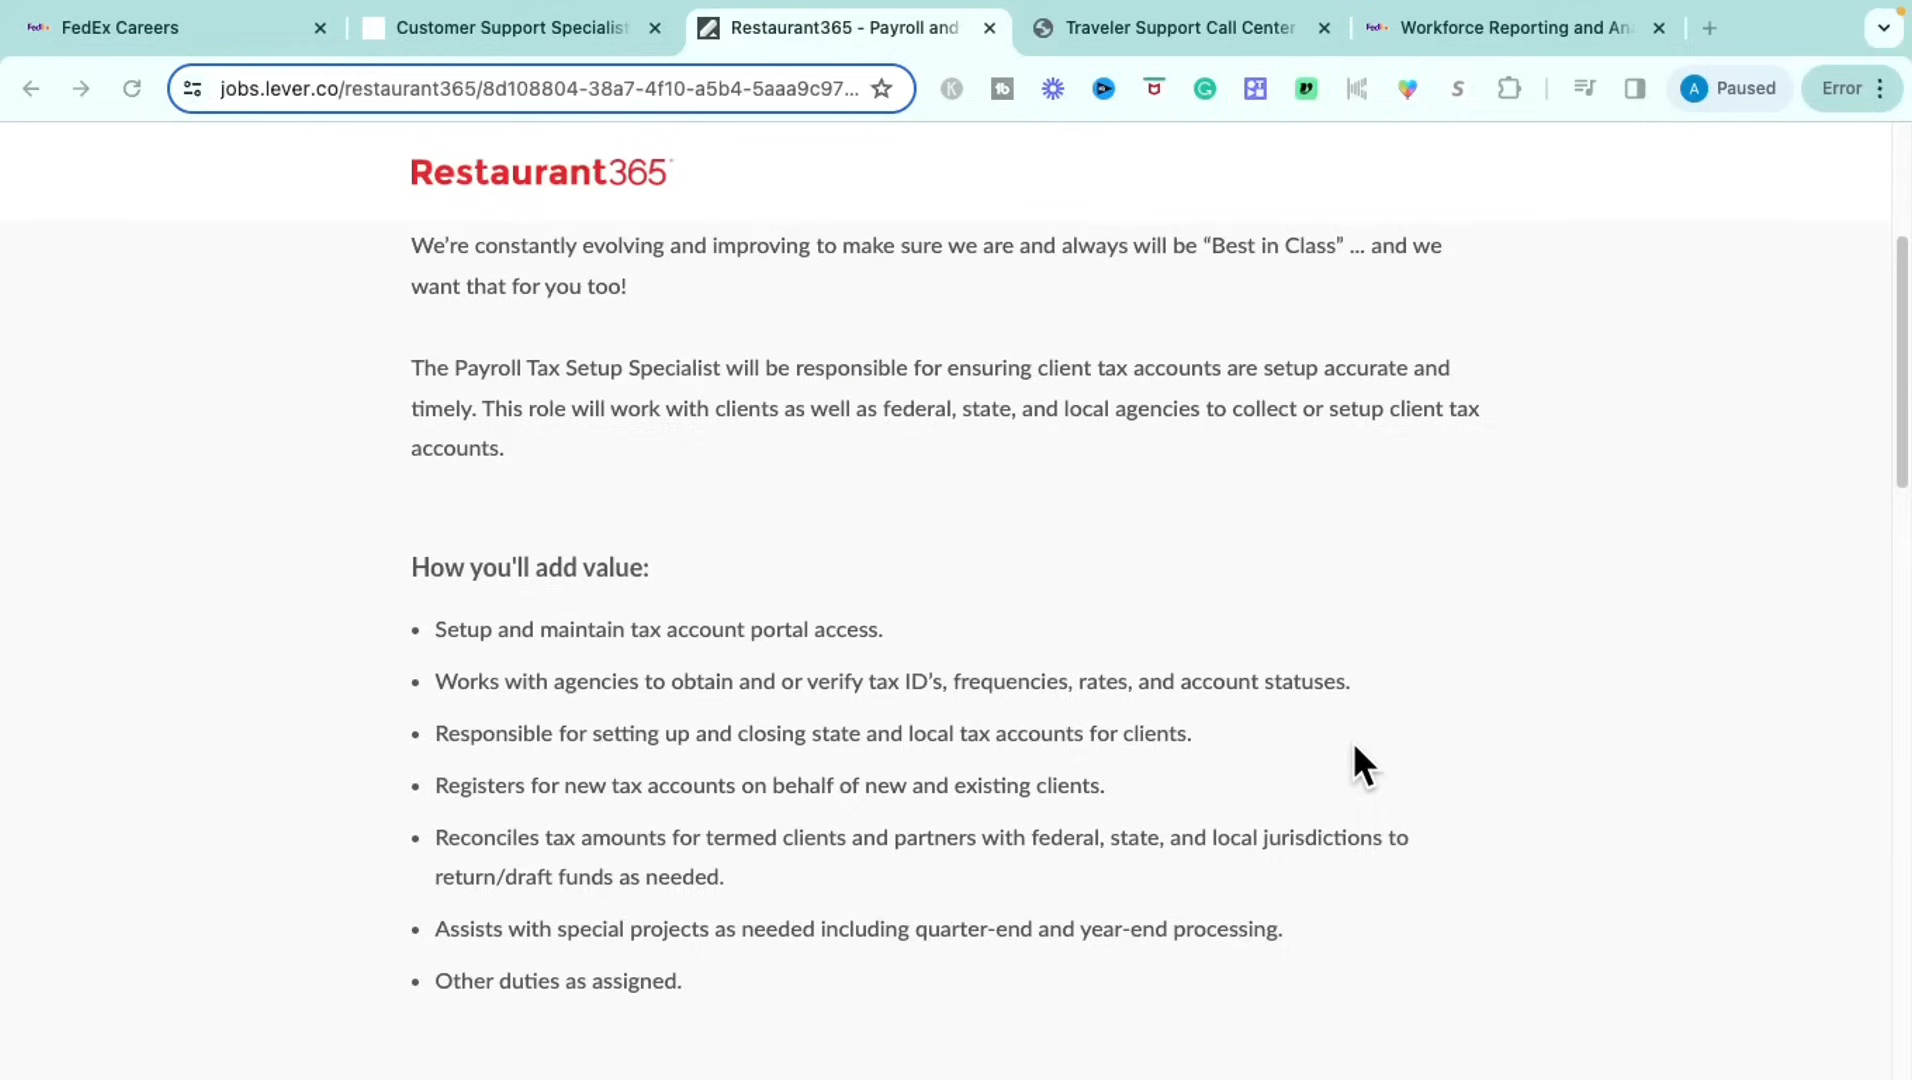 FedEx Careers
Customer Support Specialist
Restaurant365 - Payroll and
Traveler Support Call Center
Workforce Reporting and An
jobs.lever.co/restaurant365/8d108804-38a7-4f10-a5b4-5aaa9c97...
A Paused
Error
Restaurant365
We’re constantly evolving and improving to make sure we are and always will be “Best in Class” ... and we
want that for you too!
The Payroll Tax Setup Specialist will be responsible for ensuring client tax accounts are setup accurate and
timely. This role will work with clients as well as federal, state, and local agencies to collect or setup client tax
accounts.
How you'll add value:
• Setup and maintain tax account portal access.
• Works with agencies to obtain and or verify tax ID’s, frequencies, rates, and account statuses.
• Responsible for setting up and closing state and local tax accounts for clients.
• Registers for new tax accounts on behalf of new and existing clients.
• Reconciles tax amounts for termed clients and partners with federal, state, and local jurisdictions to
return/draft funds as needed.
• Assists with special projects as needed including quarter-end and year-end processing.
• Other duties as assigned.